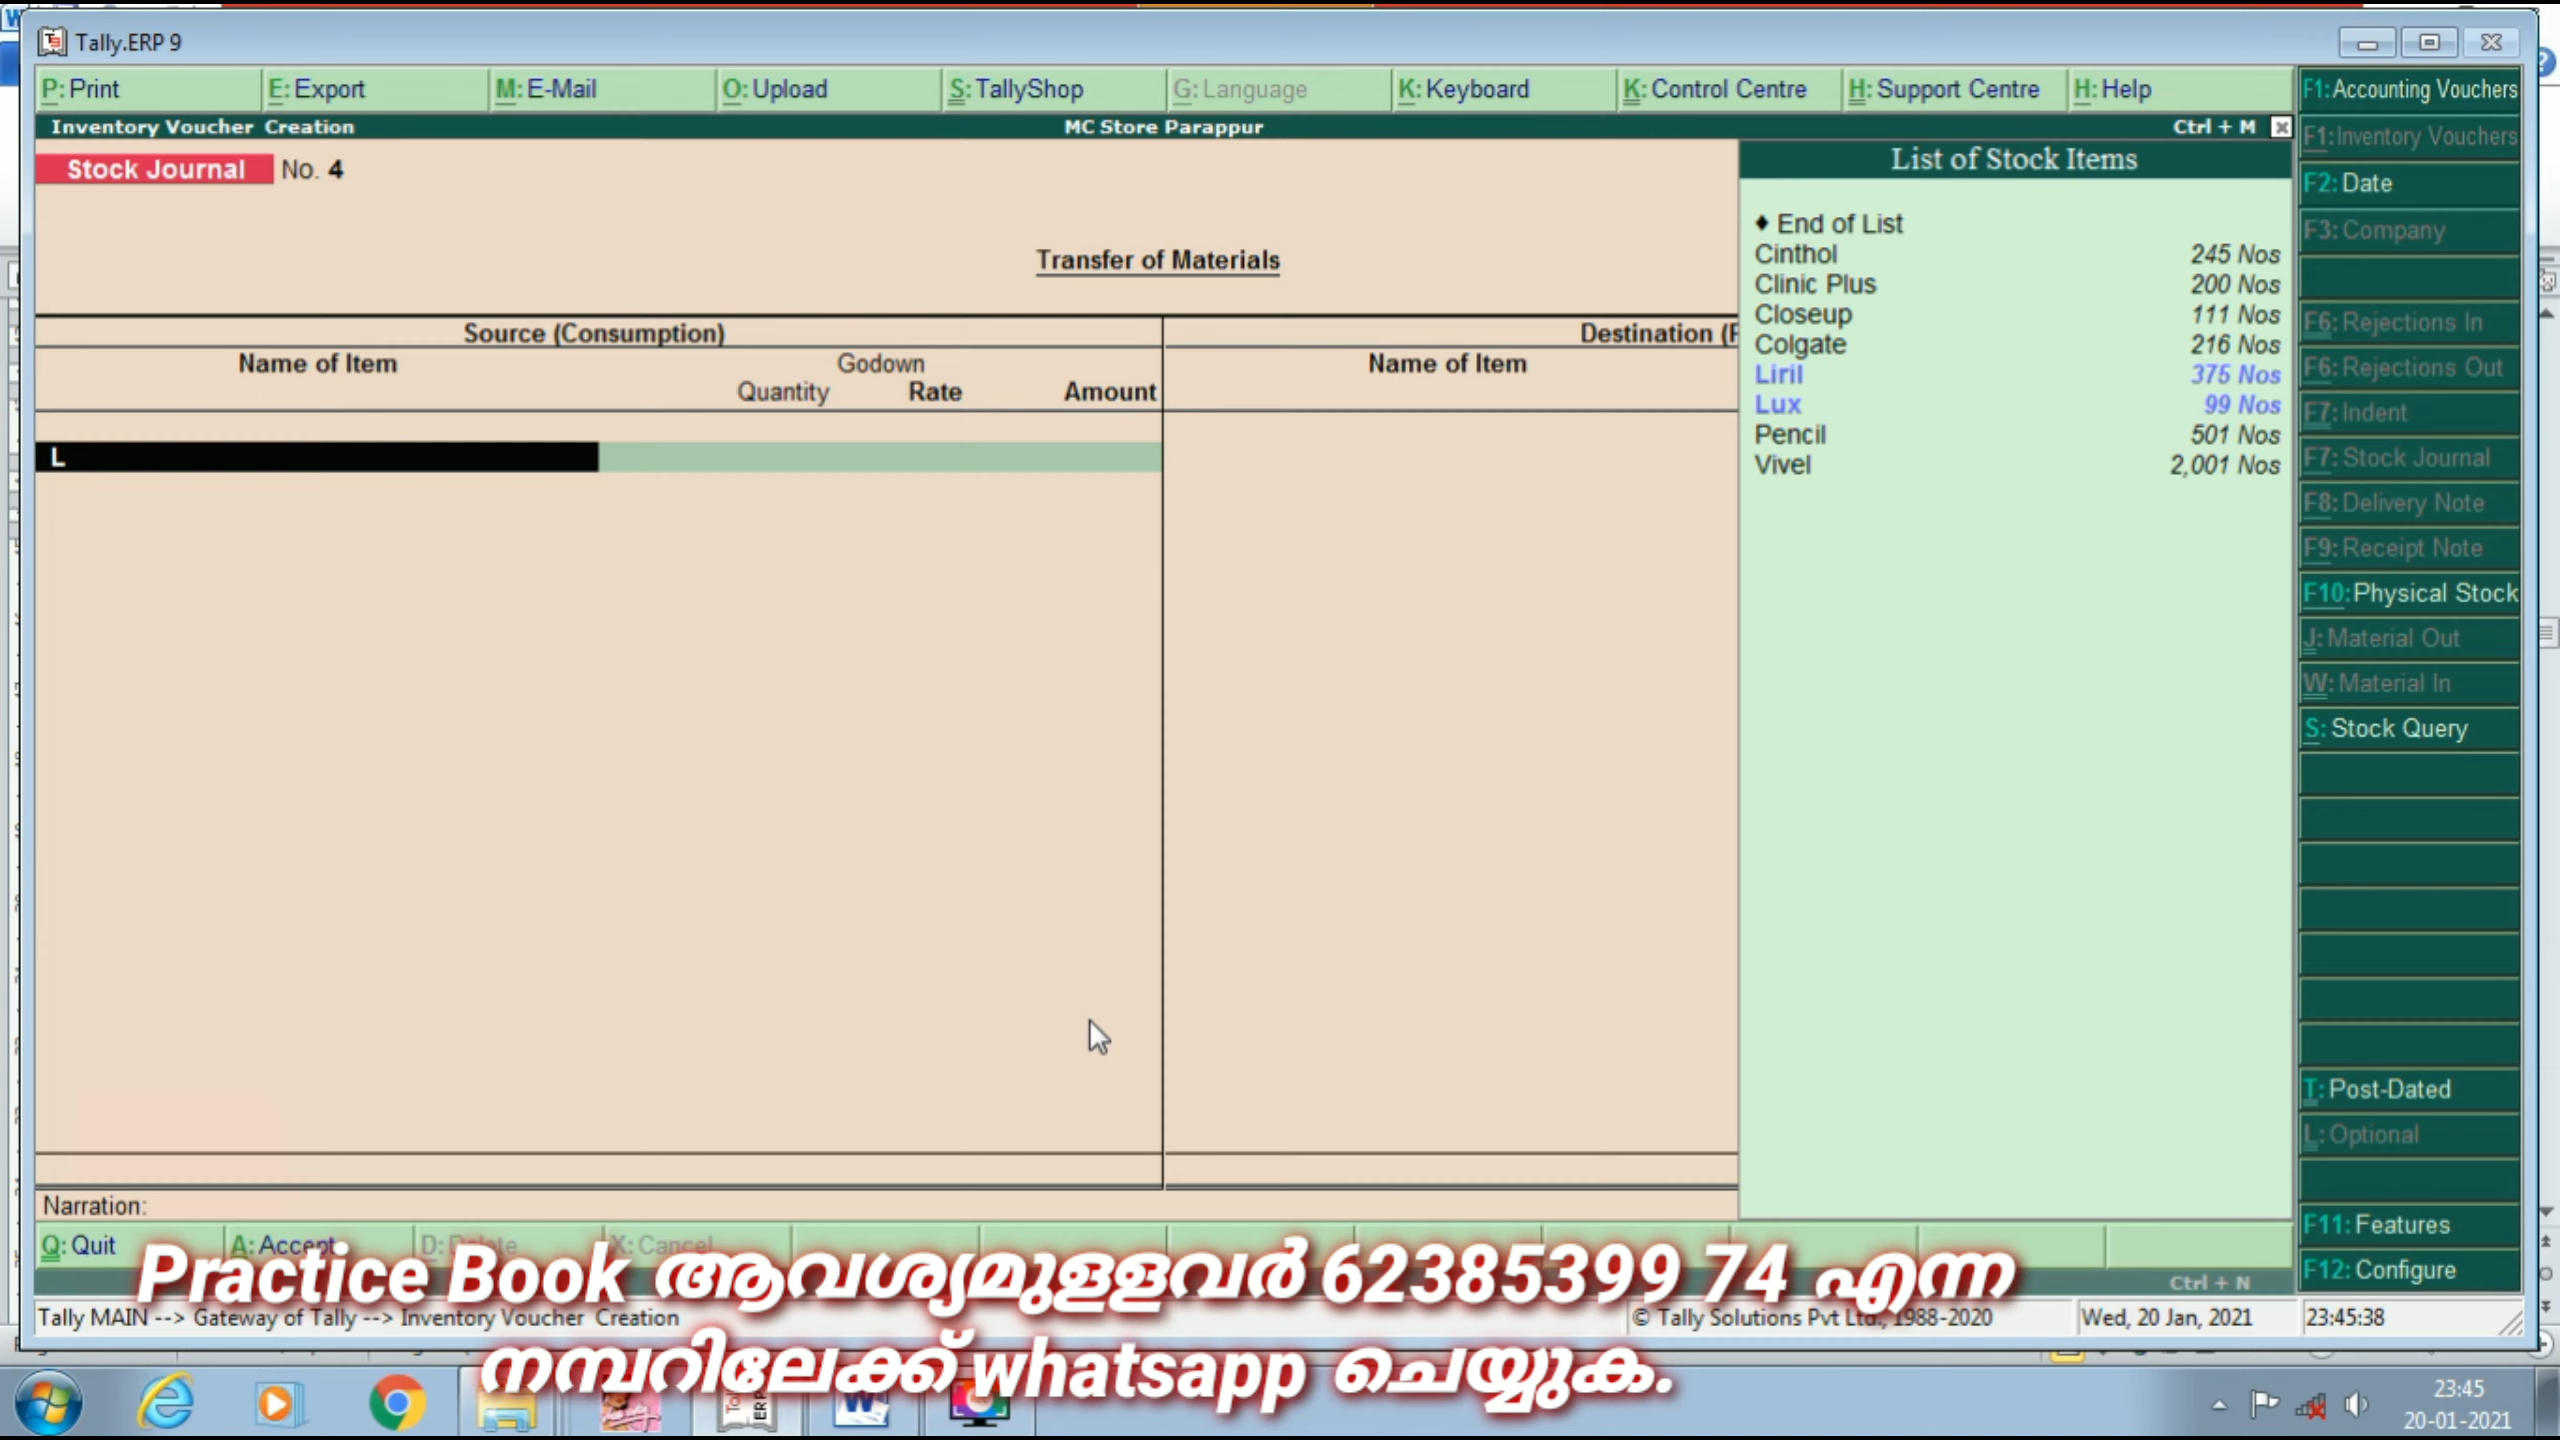 Tally.ERP 9
P: Print E: Export M: E-Mail O: Upload S: TallyShop G: Language K: Keyboard K: Control Centre H: Support Centre H: Help
Inventory Voucher Creation MC Store Parappur Ctrl + M
Stock Journal No. 4
Transfer of Materials
Source (Consumption) Destination (
Name of Item Godown Name of Item
Quantity Rate Amount
L
List of Stock Items
♦ End of List
Cinthol 245 Nos
Clinic Plus 200 Nos
Closeup 111 Nos
Colgate 216 Nos
Liril 375 Nos
Lux 99 Nos
Pencil 501 Nos
Vivel 2,001 Nos
F1: Accounting Vouchers
F1: Inventory Vouchers
F2: Date
F3: Company
F6: Rejections In
F6: Rejections Out
F7: Indent
F7: Stock Journal
F8: Delivery Note
F9: Receipt Note
F10: Physical Stock
J: Material Out
W: Material In
S: Stock Query
T: Post-Dated
L: Optional
F11: Features
F12: Configure
Narration:
Q: Quit A: Accept D: Delete X: Cancel
Ctrl + N
Practice Book ആവശ്യമുള്ളവർ 62385399 74 എന്ന
നമ്പറിലേക്ക് whatsapp ചെയ്യുക.
Tally MAIN --> Gateway of Tally --> Inventory Voucher Creation © Tally Solutions Pvt Ltd., 1988-2020 Wed, 20 Jan, 2021 23:45:38
23:45
20-01-2021